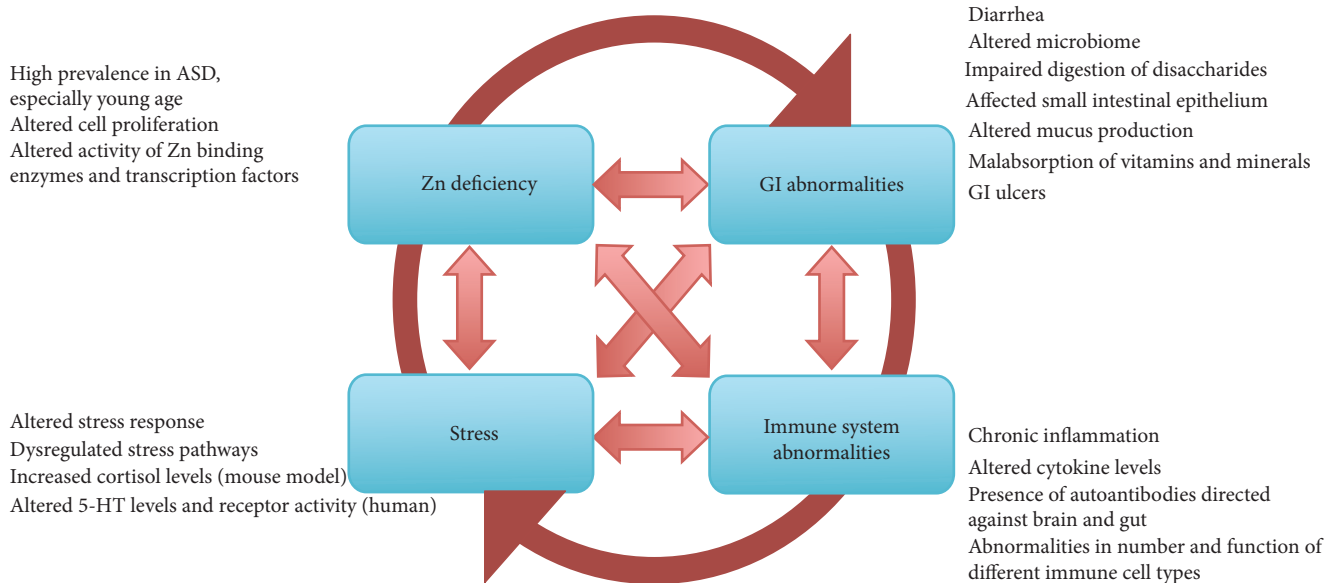 High prevalence in ASD,
especially young age
Altered cell proliferation
Altered activity of Zn binding
enzymes and transcription factors
Zn deficiency
GI abnormalities
Diarrhea
Altered microbiome
Impaired digestion of disaccharides
Affected small intestinal epithelium
Altered mucus production
Malabsorption of vitamins and minerals
GI ulcers
Altered stress response
Dysregulated stress pathways
Increased cortisol levels (mouse model)
Altered 5-HT levels and receptor activity (human)
Stress
Immune system
abnormalities
Chronic inflammation
Altered cytokine levels
Presence of autoantibodies directed
against brain and gut
Abnormalities in number and function of
different immune cell types